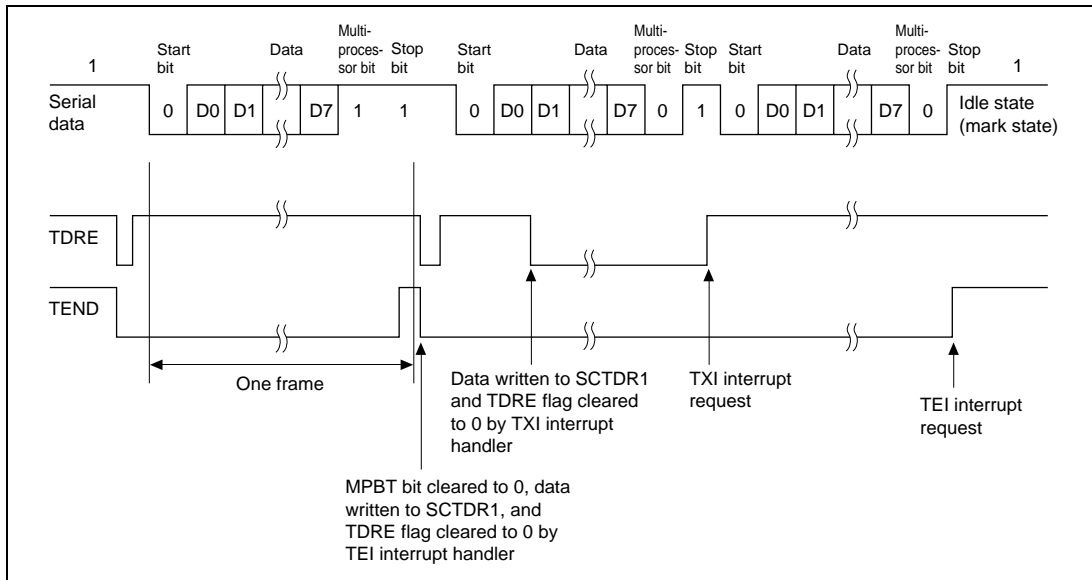 Start
bit
Data
Multi-
proces-
sor bit
Stop
bit
Start
bit
Data
Multi-
proces-
sor bit
Stop
bit
Start
bit
Data
Multi-
proces-
sor bit
Stop
bit
1
1
Serial
data
0 D0 D1 D7 1 1 0 D0 D1 D7 0 1 0 D0 D1 D7 0
Idle state
(mark state)
TDRE
TEND
One frame
Data written to SCTDR1
and TDRE flag cleared
to 0 by TXI interrupt
handler
TXI interrupt
request
TEI interrupt
request
MPBT bit cleared to 0, data
written to SCTDR1, and
TDRE flag cleared to 0 by
TEI interrupt handler